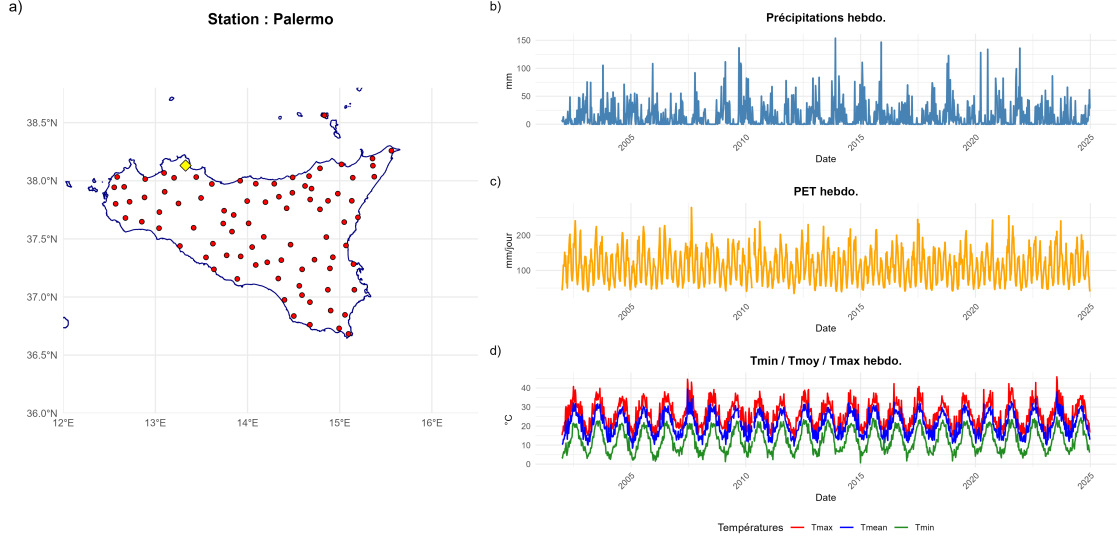 a)
Station : Palermo
38.5°N
38.0°N
37.5°N
37.0°N
36.5°N
36.0°N
12°E
13°E
14°E
15°E
16°E
b)
Précipitations hebdo.
mm
150
100
50
0
2005
2010
2015
2020
2025
Date
c)
PET hebdo.
mm/jour
200
100
2005
2010
2015
2020
2025
Date
d)
Tmin / Tmoy / Tmax hebdo.
°C
40
30
20
10
0
2005
2010
2015
2020
2025
Date
Températures Tmax Tmean Tmin